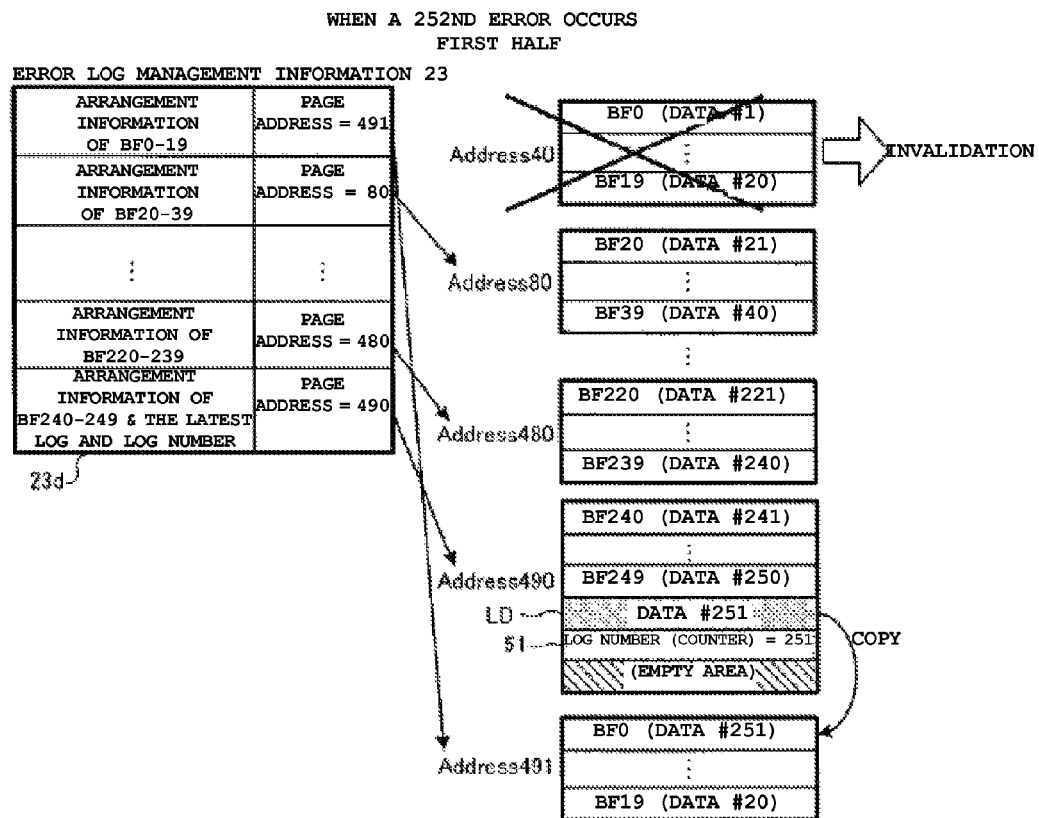 WHEN A 252ND ERROR OCCURS
FIRST HALF
ERROR LOG MANAGEMENT INFORMATION 23
ARRANGEMENT
INFORMATION
OF BF0-19
PAGE
ADDRESS = 491
ARRANGEMENT
INFORMATION
OF BF20-39
PAGE
ADDRESS = 80
ARRANGEMENT
INFORMATION OF
BF220-239
PAGE
ADDRESS = 480
ARRANGEMENT
INFORMATION OF
BF240-249 & THE LATEST
LOG AND LOG NUMBER
PAGE
ADDRESS = 490
23d
Address40
BF0 (DATA #1)
BF19 (DATA #20)
INVALIDATION
Address80
BF20 (DATA #21)
BF39 (DATA #40)
Address480
BF220 (DATA #221)
BF239 (DATA #240)
Address490
BF240 (DATA #241)
BF249 (DATA #250)
LD
DATA #251
51
LOG NUMBER (COUNTER) = 251
(EMPTY AREA)
COPY
Address491
BF0 (DATA #251)
BF19 (DATA #20)